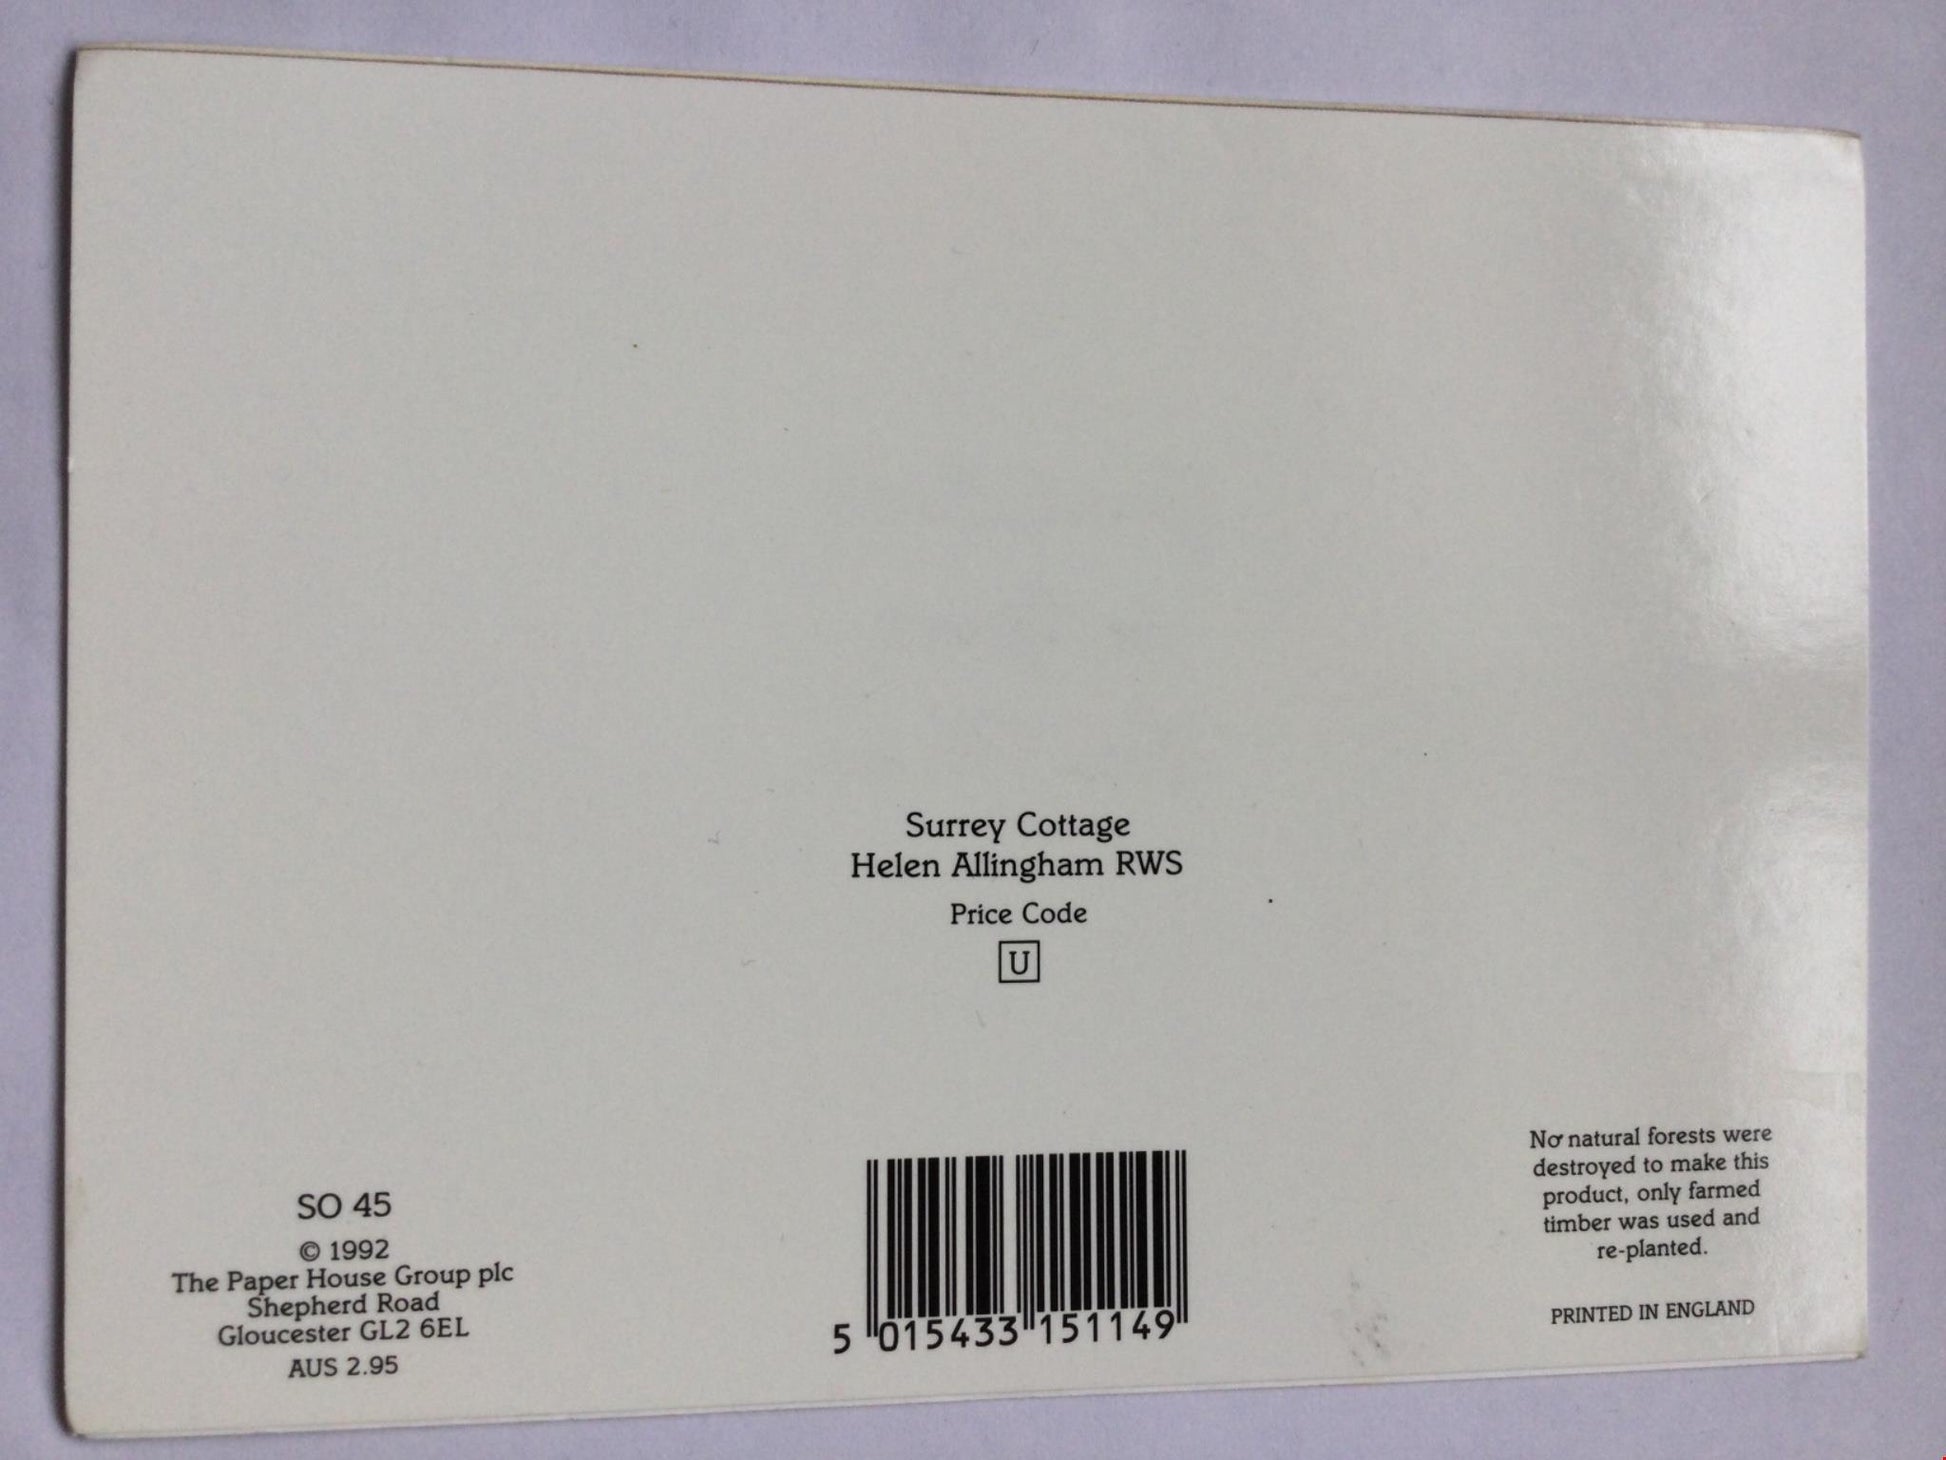 Surrey Cottage
Helen Allingham RWS
Price Code
U
SO 45
© 1992
The Paper House Group plc
Shepherd Road
Gloucester GL2 6EL
AUS 2.95
5 015433 151149
No natural forests were
destroyed to make this
product, only farmed
timber was used and
re-planted.
PRINTED IN ENGLAND